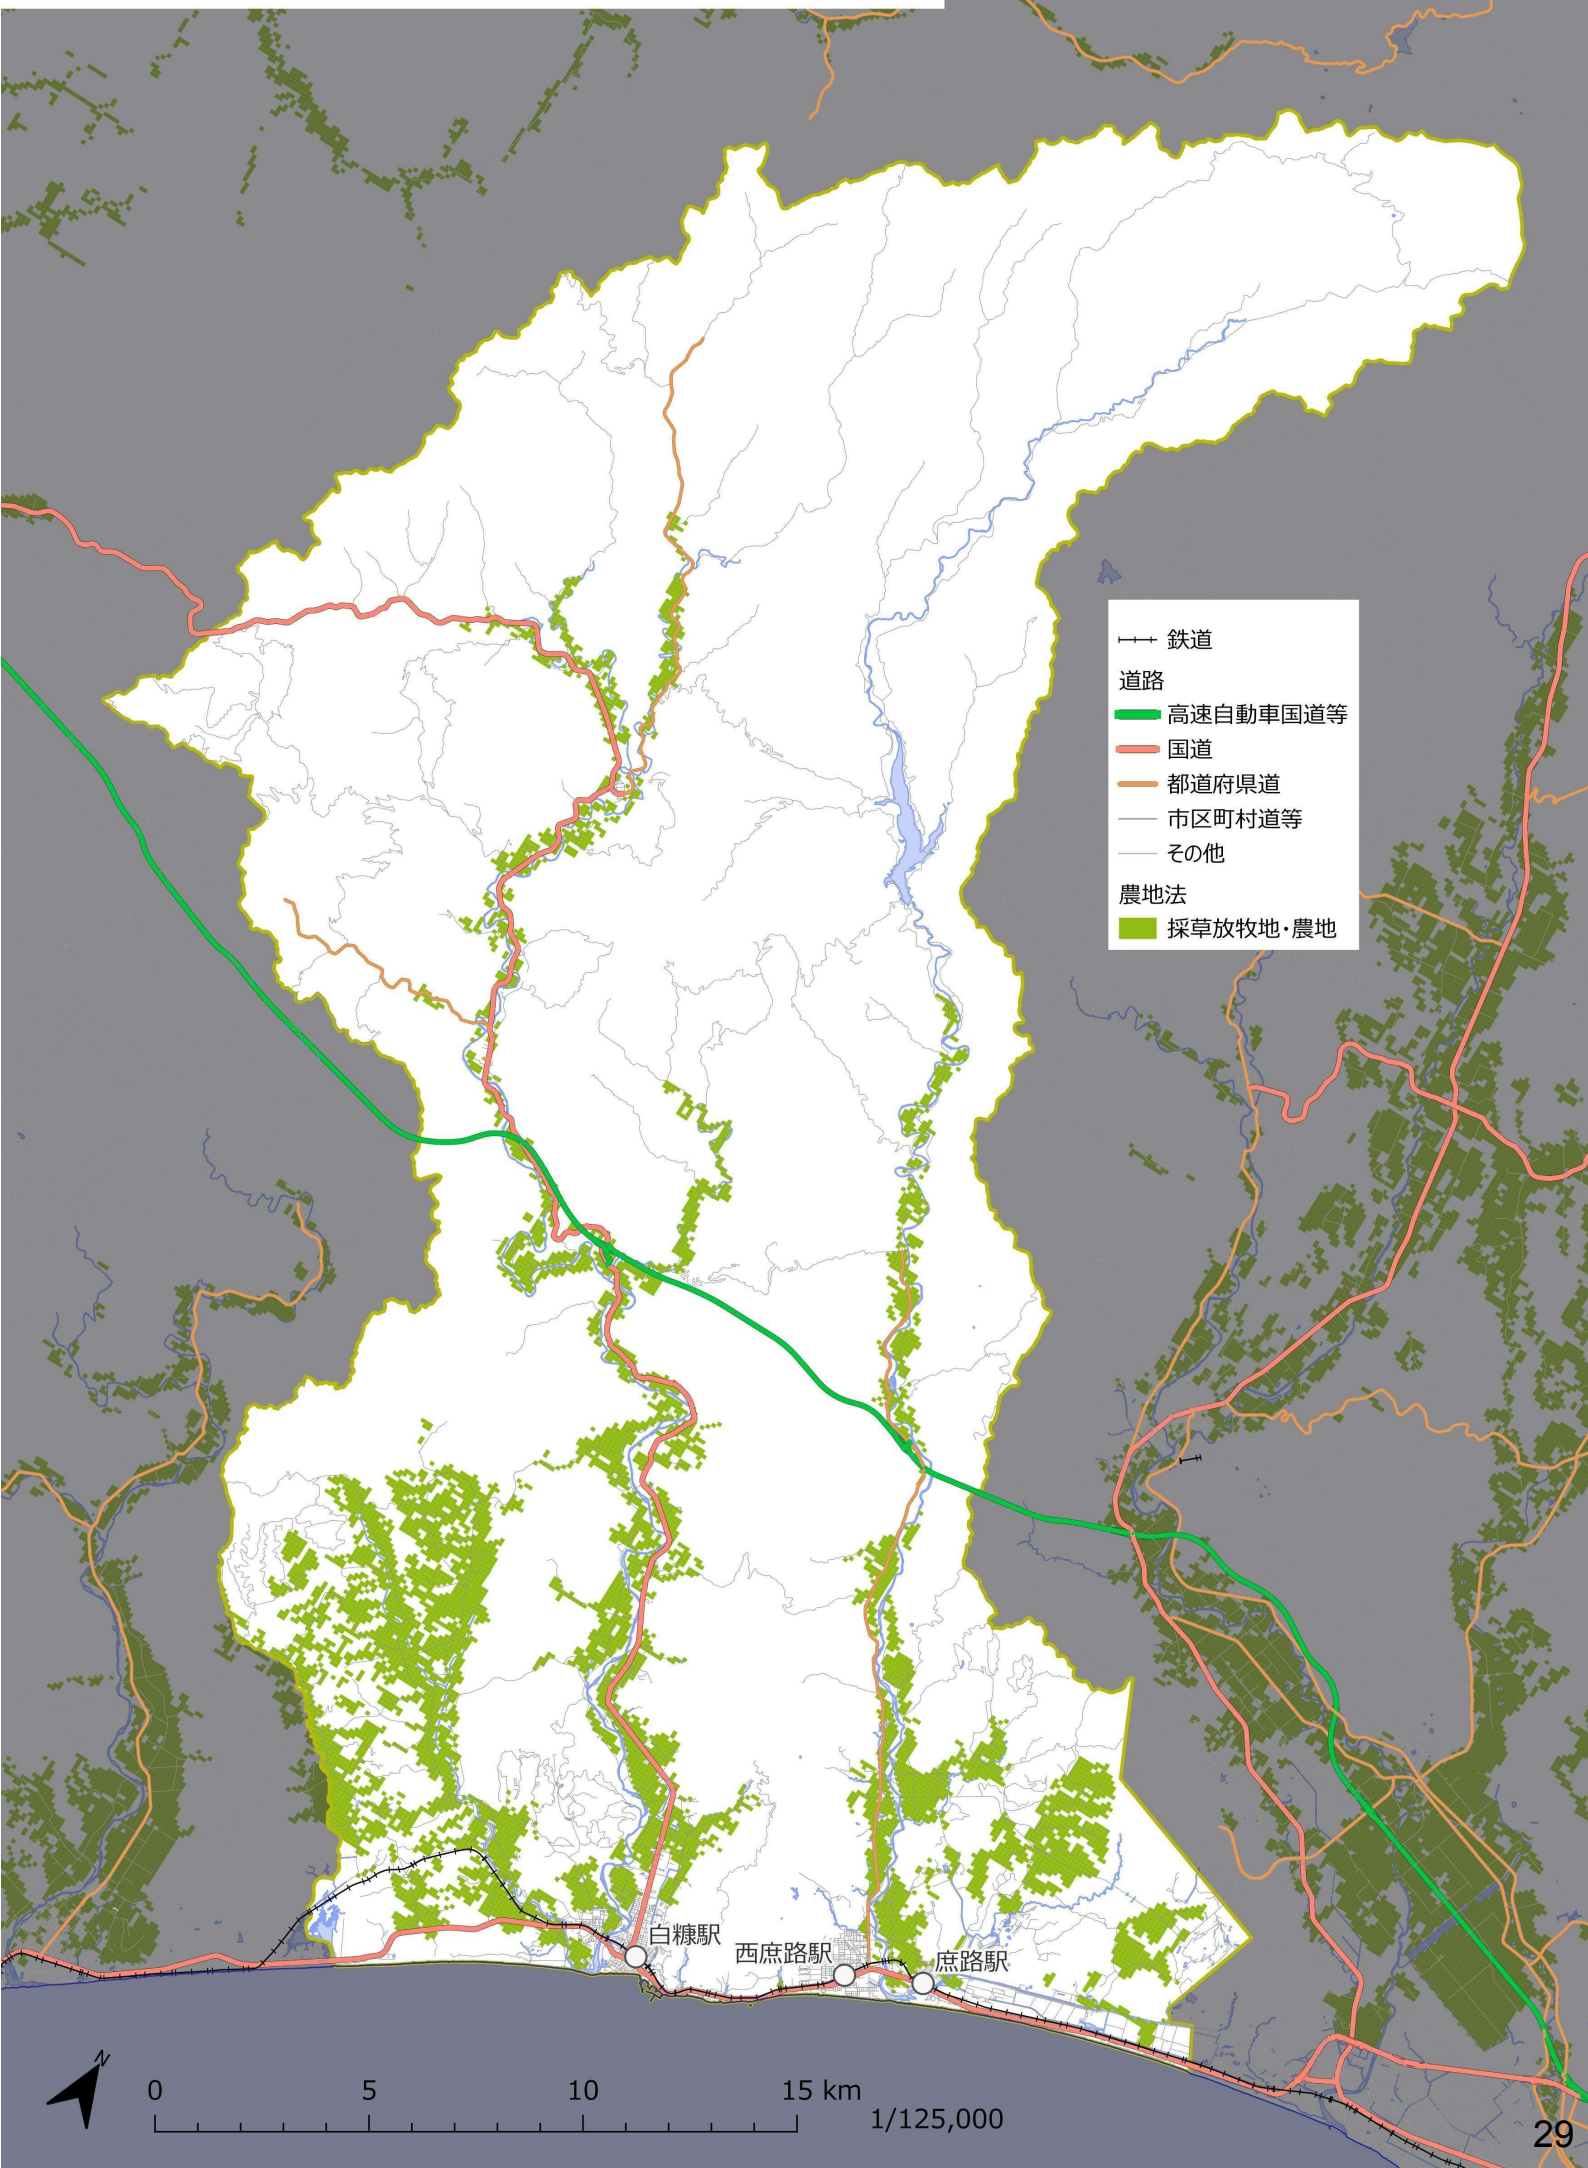 鉄道
道路
高速自動車国道等
国道
都道府県道
市区町村道等
その他
農地法
採草放牧地・農地
白糠駅
西庶路駅
庶路駅
N
0 5 10 15 km
1/125,000
29